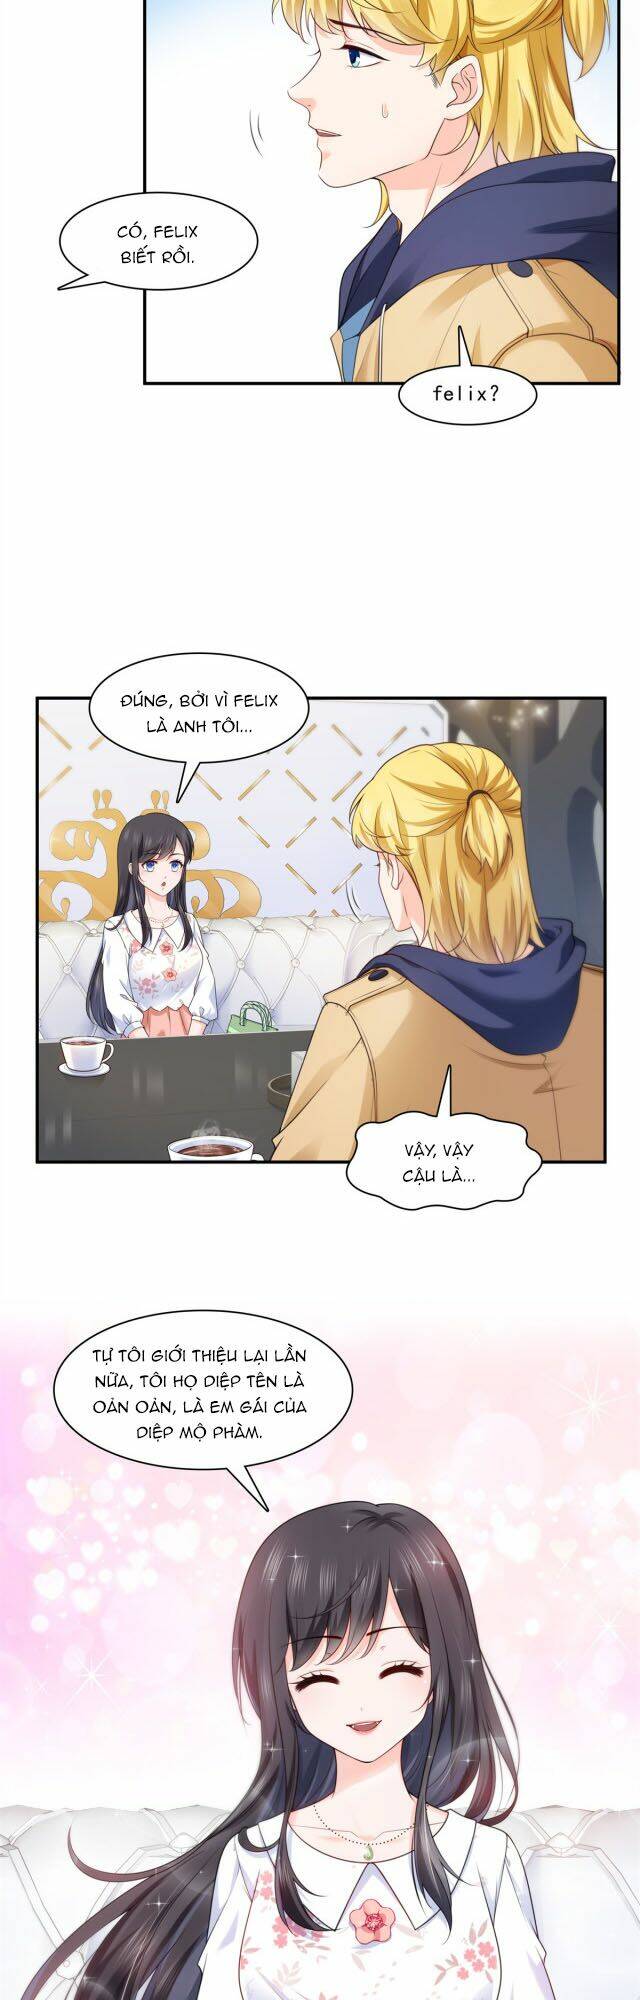 CÓ, FELIX
BIẾT RỒI.
felix?
ĐÚNG, BỞI VÌ FELIX
LÀ ANH TÔI...
VẬY, VẬY
CẬU LÀ...
TỰ TÔI GIỚI THIỆU LẠI LẦN
NỮA, TÔI HỌ DIỆP TÊN LÀ
OẢN OẢN, LÀ EM GÁI CỦA
DIỆP MỘ PHÀM.